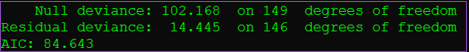 Null deviance: 102.168 on 149 degrees of freedom
Residual deviance: 14.445 on 146 degrees of freedom
AIC: 84.643